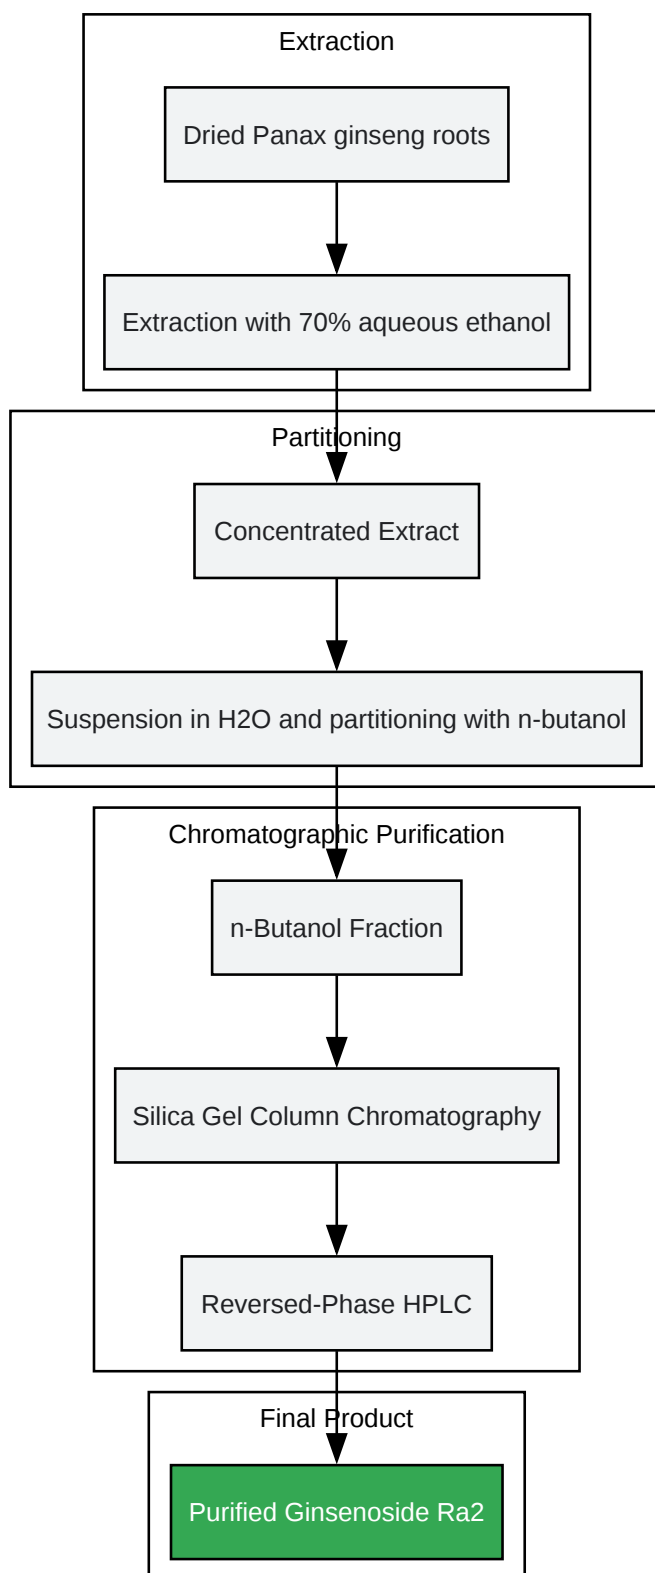 Extraction
Dried Panax ginseng roots
Extraction with 70% aqueous ethanol
Partitioning
Concentrated Extract
Suspension in H2O and partitioning with n-butanol
Chromatographic Purification
n-Butanol Fraction
Silica Gel Column Chromatography
Reversed-Phase HPLC
Final Product
Purified Ginsenoside Ra2